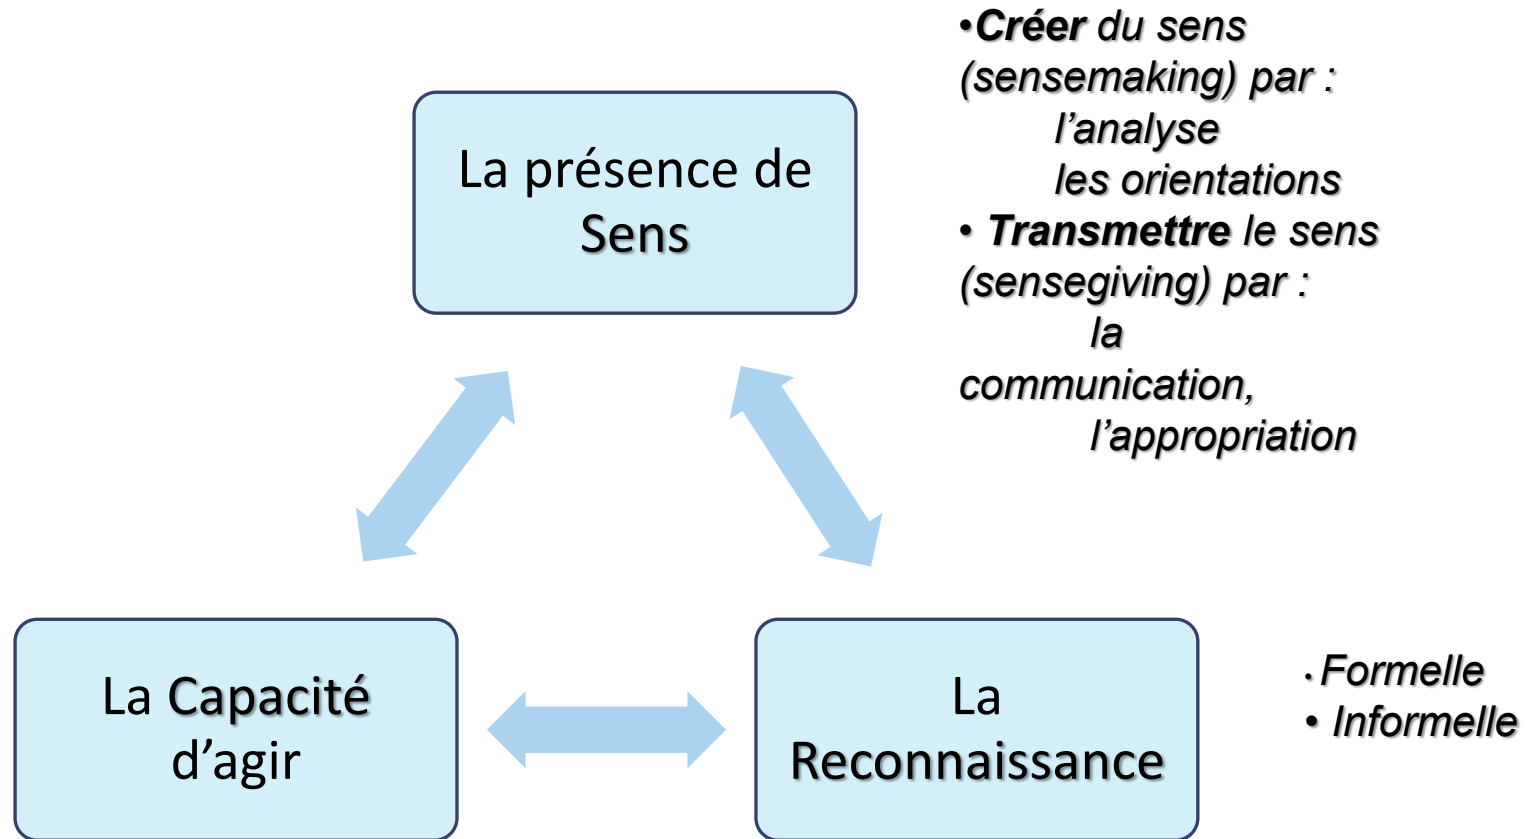 La présence de
Sens
•Créer du sens
(sensemaking) par :
l’analyse
les orientations
• Transmettre le sens
(sensegiving) par :
la
communication,
l’appropriation
La Capacité
d’agir
La
Reconnaissance
• Formelle
• Informelle